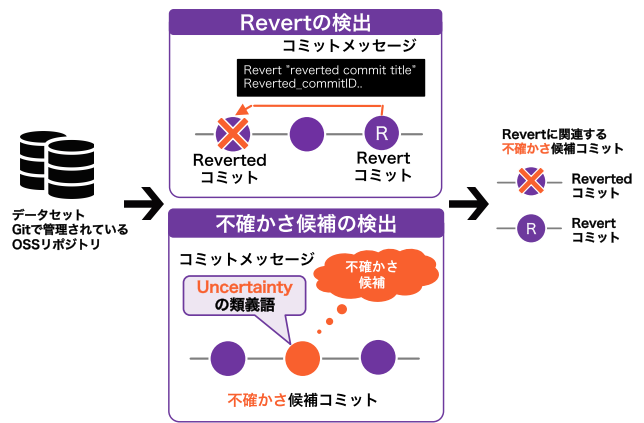 Revertの検出
コミットメッセージ
Revert "reverted commit title"
Reverted_commitID..
R
Reverted
コミット
Revert
コミット
データセット
Gitで管理されている
OSSリポジトリ
不確かさ候補の検出
コミットメッセージ
不確かさ
候補
Uncertainty
の類義語
不確かさ候補コミット
Revertに関連する
不確かさ候補コミット
Reverted
コミット
R
Revert
コミット